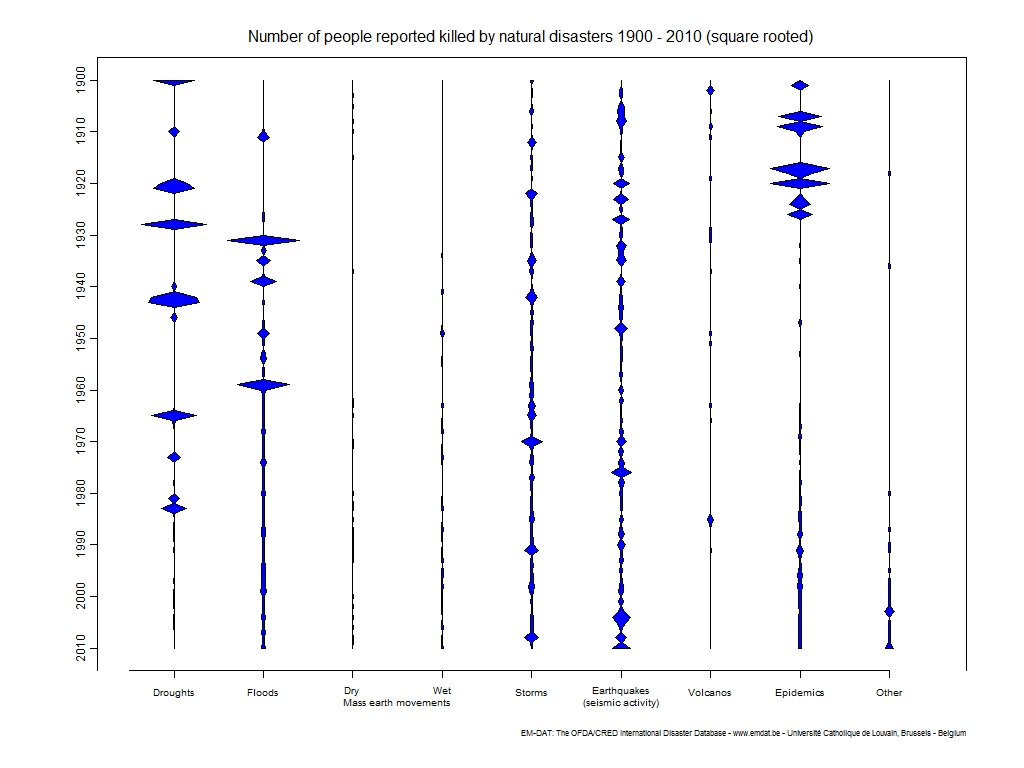 Number of people reported killed by natural disasters 1900 - 2010 (square rooted)
1900
1910
1920
1930
1940
1950
1960
1970
1980
1990
2000
2010
Droughts
Floods
Dry
Wet
Mass earth movements
Storms
Earthquakes
(seismic activity)
Volcanos
Epidemics
Other
EM-DAT: The OFDA/CRED International Disaster Database - www.emdat.be - Université Catholique de Louvain, Brussels - Belgium